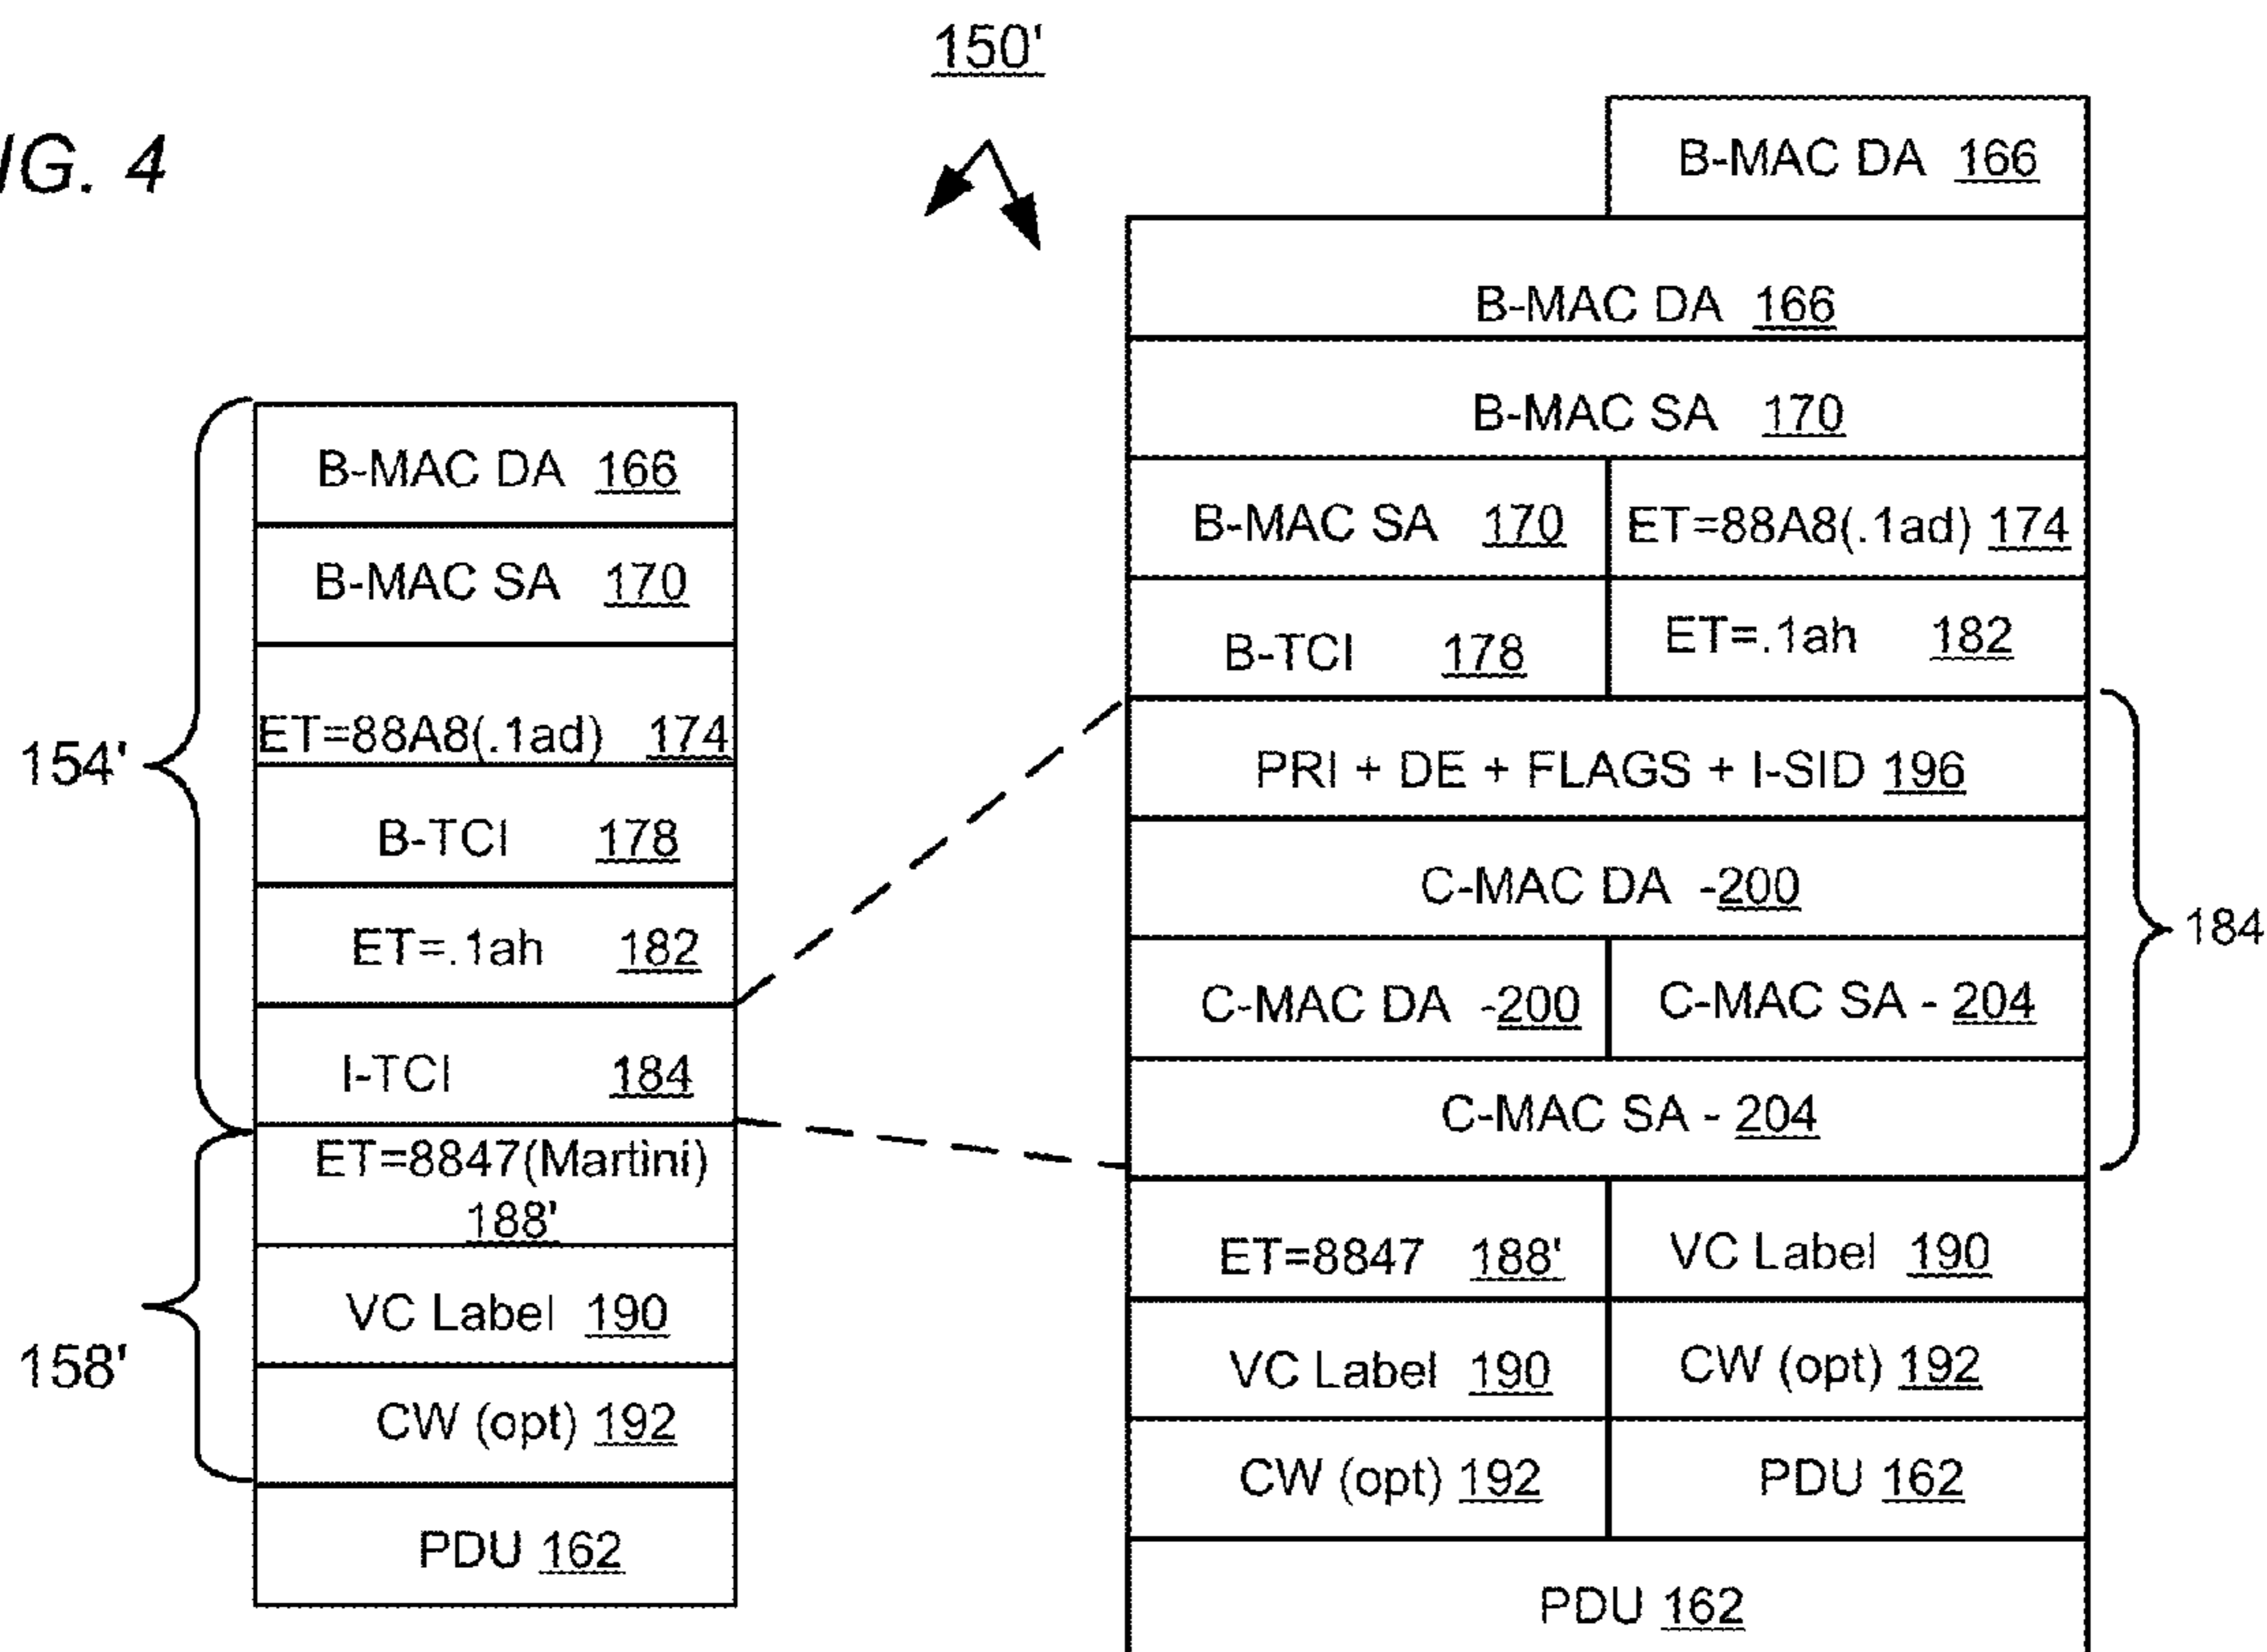 150'
IG. 4
B-MAC DA 166
B-MAC SA 170
ET=88A8(.1ad) 174
B-TCI 178
ET=.1ah 182
I-TCI 184
ET=8847(Martini)
188'
VC Label 190
CW (opt) 192
PDU 162
154'
158'
B-MAC DA 166
B-MAC DA 166
B-MAC SA 170
B-MAC SA 170 ET=88A8(.1ad) 174
B-TCI 178 ET=.1ah 182
PRI + DE + FLAGS + I-SID 196
C-MAC DA -200
C-MAC DA -200 C-MAC SA - 204
C-MAC SA - 204
ET=8847 188' VC Label 190
VC Label 190 CW (opt) 192
CW (opt) 192 PDU 162
PDU 162
184